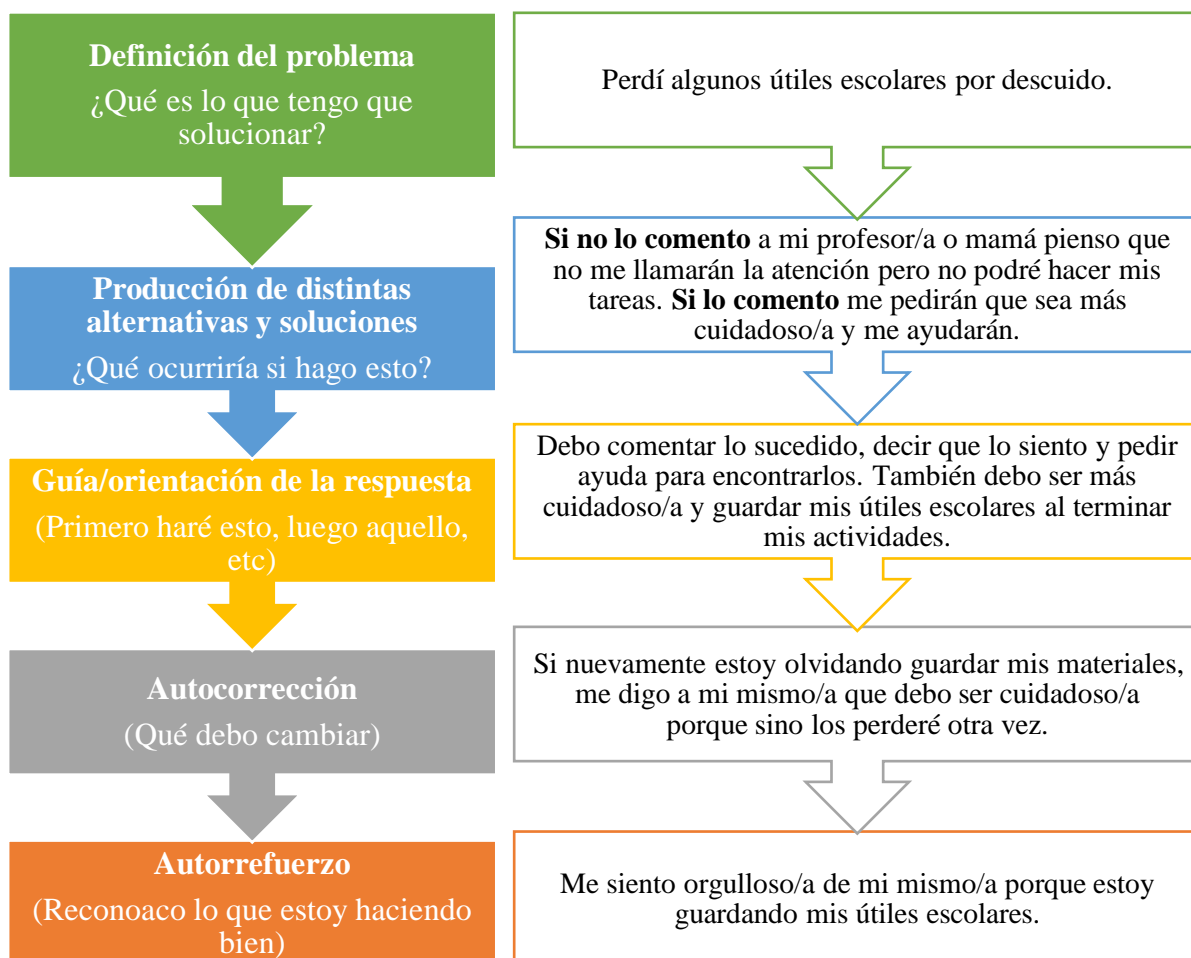 Definición del problema
¿Qué es lo que tengo que
solucionar?
Perdí algunos útiles escolares por descuido.
Producción de distintas
alternativas y soluciones
¿Qué ocurriría si hago esto?
Si no lo comento a mi profesor/a o mamá pienso que
no me llamarán la atención pero no podré hacer mis
tareas. Si lo comento me pedirán que sea más
cuidadoso/a y me ayudarán.
Guía/orientación de la respuesta
(Primero haré esto, luego aquello,
etc)
Debo comentar lo sucedido, decir que lo siento y pedir
ayuda para encontrarlos. También debo ser más
cuidadoso/a y guardar mis útiles escolares al terminar
mis actividades.
Autocorrección
(Qué debo cambiar)
Si nuevamente estoy olvidando guardar mis materiales,
me digo a mi mismo/a que debo ser cuidadoso/a
porque sino los perderé otra vez.
Autorrefuerzo
(Reconoaco lo que estoy haciendo
bien)
Me siento orgulloso/a de mi mismo/a porque estoy
guardando mis útiles escolares.